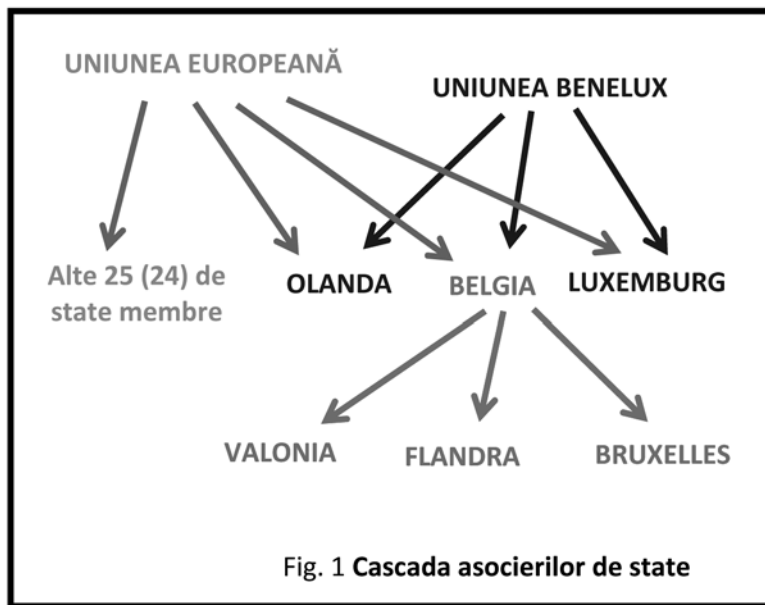 UNIUNEA EUROPEANĂ
UNIUNEA BENELUX
Alte 25 (24) de
state membre
OLANDA
BELGIA
LUXEMBURG
VALONIA
FLANDRA
BRUXELLES
Fig. 1 Cascada asocierilor de state